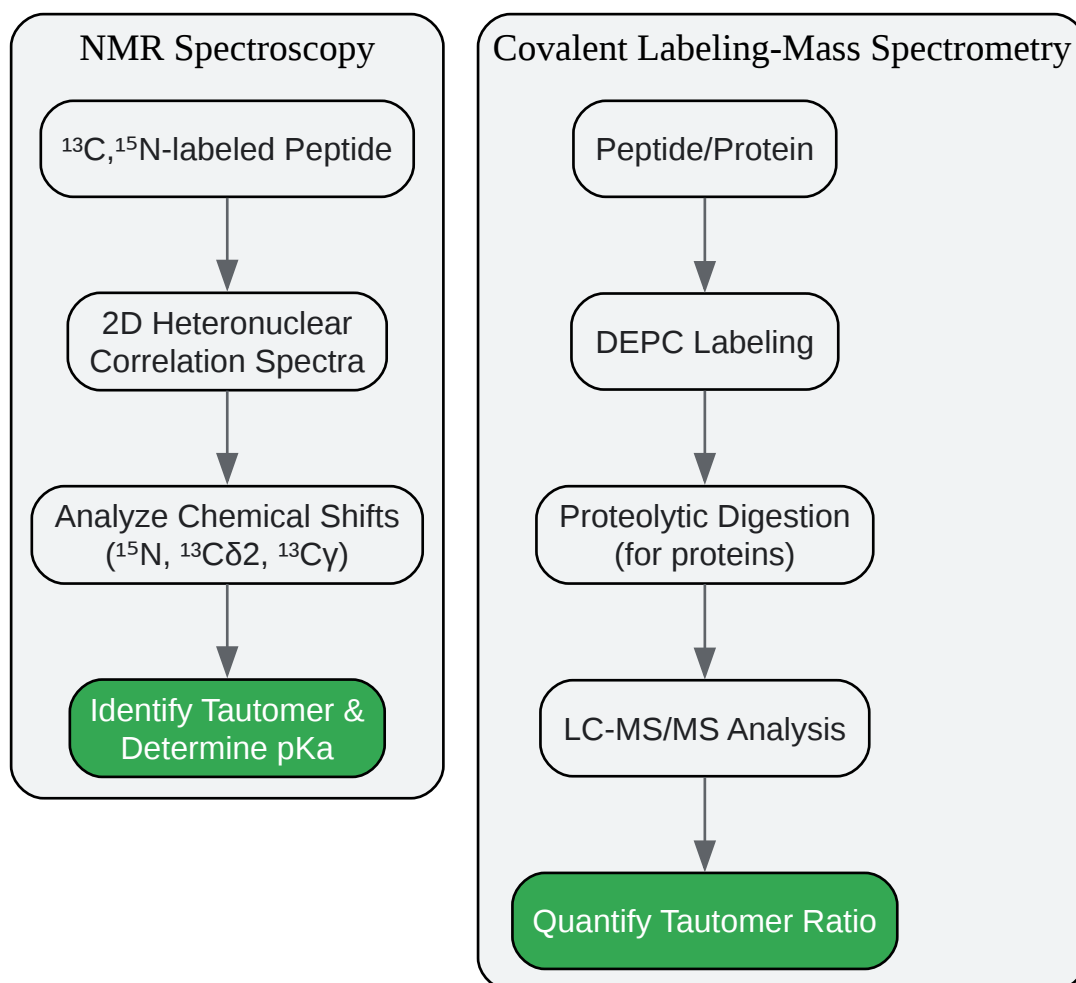 NMR Spectroscopy
¹³C,¹⁵N-labeled Peptide
2D Heteronuclear
Correlation Spectra
Analyze Chemical Shifts
(¹⁵N, ¹³Cδ2, ¹³Cγ)
Identify Tautomer &
Determine pKa
Covalent Labeling-Mass Spectrometry
Peptide/Protein
DEPC Labeling
Proteolytic Digestion
(for proteins)
LC-MS/MS Analysis
Quantify Tautomer Ratio